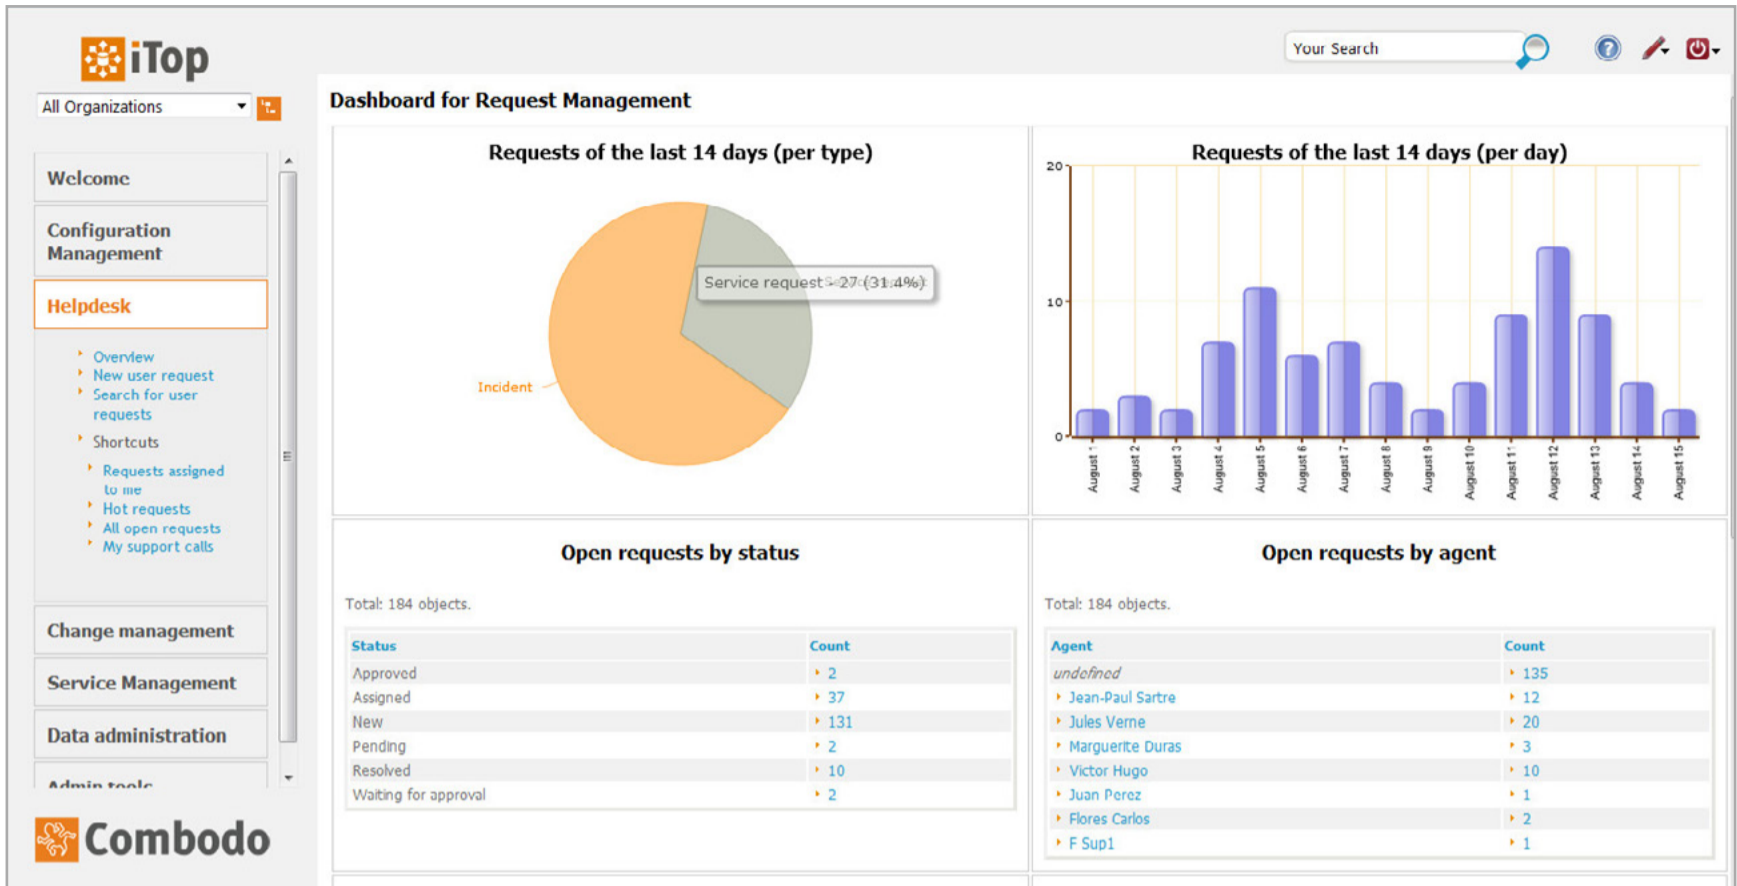 iTop
All Organizations
Your Search
Dashboard for Request Management
Welcome
Configuration
Management
Helpdesk
Overview
New user request
Search for user
requests
Shortcuts
Requests assigned
to me
Hot requests
All open requests
My support calls
Change management
Service Management
Data administration
Admin tools
Combodo
Requests of the last 14 days (per type)
Service request - 27 (31.4%)
Incident
Requests of the last 14 days (per day)
20
10
0
August 1
August 2
August 3
August 4
August 5
August 6
August 7
August 8
August 9
August 10
August 11
August 12
August 13
August 14
August 15
Open requests by status
Total: 184 objects.
Status Count
Approved 2
Assigned 37
New 131
Pending 2
Resolved 10
Waiting for approval 2
Open requests by agent
Total: 184 objects.
Agent Count
undefined 135
Jean-Paul Sartre 12
Jules Verne 20
Marguerite Duras 3
Victor Hugo 10
Juan Perez 1
Flores Carlos 2
F Sup1 1